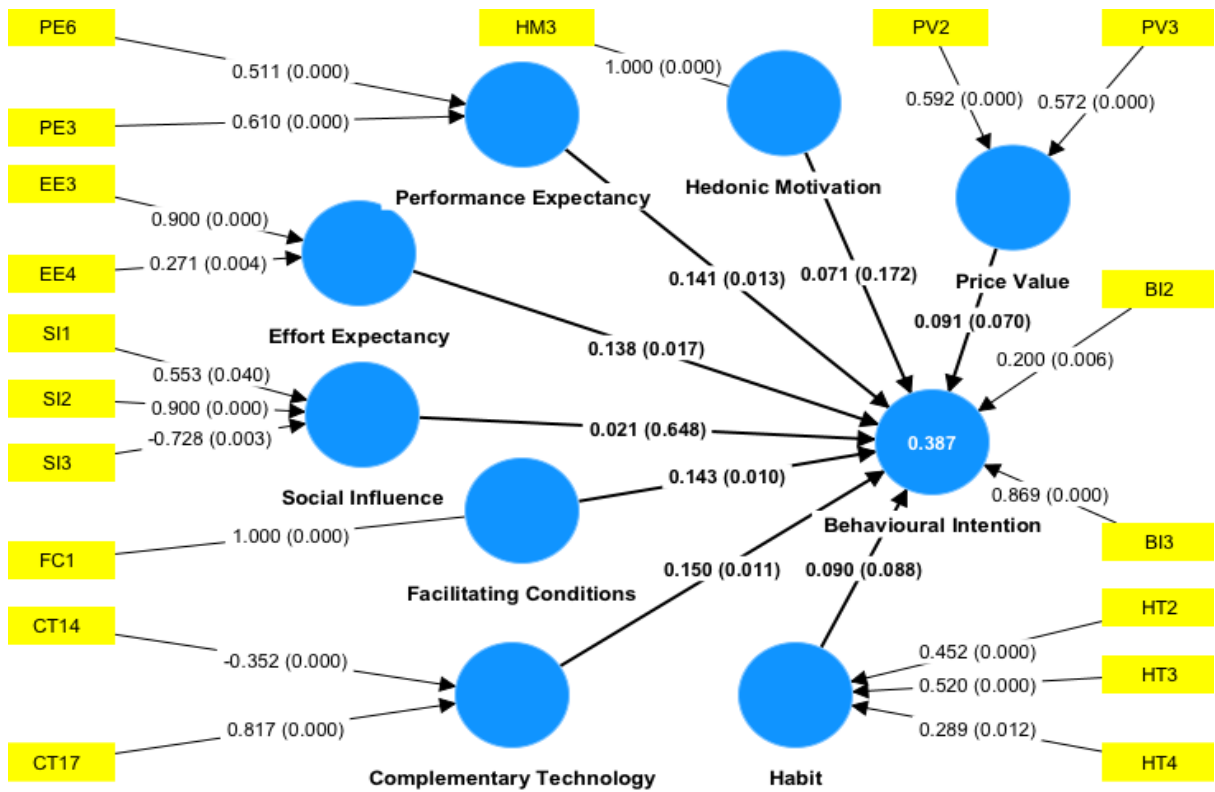 PE6
HM3
PV2
PV3
0.511 (0.000)
1.000 (0.000)
0.592 (0.000)
0.572 (0.000)
PE3
0.610 (0.000)
EE3
Performance Expectancy
Hedonic Motivation
0.900 (0.000)
EE4
0.271 (0.004)
0.141 (0.013)
0.071 (0.172)
Price Value
BI2
SI1
Effort Expectancy
0.091 (0.070)
0.138 (0.017)
0.200 (0.006)
0.553 (0.040)
SI2
0.900 (0.000)
0.021 (0.648)
0.387
SI3
-0.728 (0.003)
0.143 (0.010)
0.869 (0.000)
Social Influence
Behavioural Intention
1.000 (0.000)
FC1
BI3
0.150 (0.011)
0.090 (0.088)
Facilitating Conditions
HT2
CT14
-0.352 (0.000)
0.452 (0.000)
HT3
0.520 (0.000)
0.817 (0.000)
0.289 (0.012)
CT17
HT4
Complementary Technology
Habit